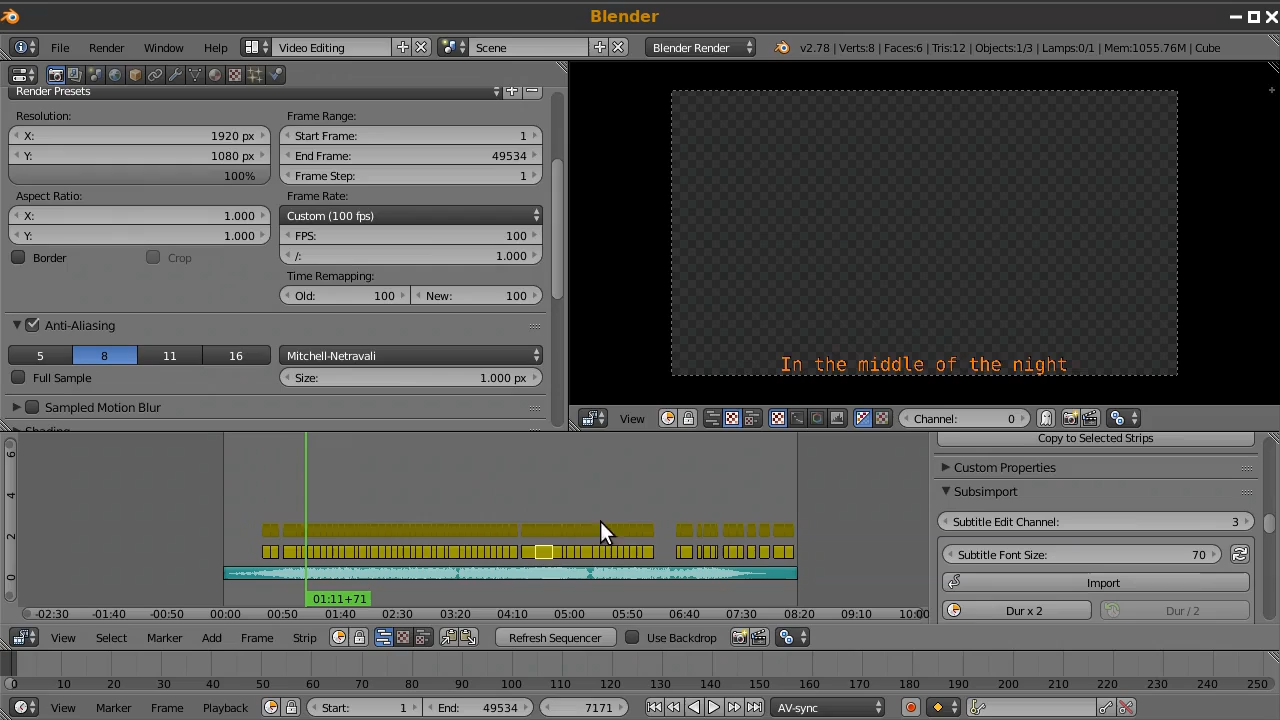 Blender
File Render Window Help Video Editing Scene Blender Render v2.78 | Verts:8 | Faces:6 | Tris:12 | Objects:1/3 | Lamps:0/1 | Mem:1055.76M | Cube
Render Presets
Resolution: Frame Range:
X: 1920 px Start Frame: 1
Y: 1080 px End Frame: 49534
100% Frame Step: 1
Aspect Ratio: Frame Rate:
X: 1.000 Custom (100 fps)
Y: 1.000 FPS: 100
Border Crop /: 1.000
Time Remapping:
Old: 100 New: 100
Anti-Aliasing
5 8 11 16 Mitchell-Netravali
Full Sample Size: 1.000 px
Sampled Motion Blur
In the middle of the night
View Channel: 0
6
4
2
0
01:11+71
-02:30 -01:40 -00:50 00:00 00:50 01:40 02:30 03:20 04:10 05:00 05:50 06:40 07:30 08:20 09:10 10:00
Copy to Selected Strips
Custom Properties
Subsimport
Subtitle Edit Channel: 3
Subtitle Font Size: 70
Import
Dur x 2 Dur / 2
View Select Marker Add Frame Strip Refresh Sequencer Use Backdrop
0 10 20 30 40 50 60 70 80 90 100 110 120 130 140 150 160 170 180 190 200 210 220 230 240 250
View Marker Frame Playback Start: 1 End: 49534 7171 AV-sync